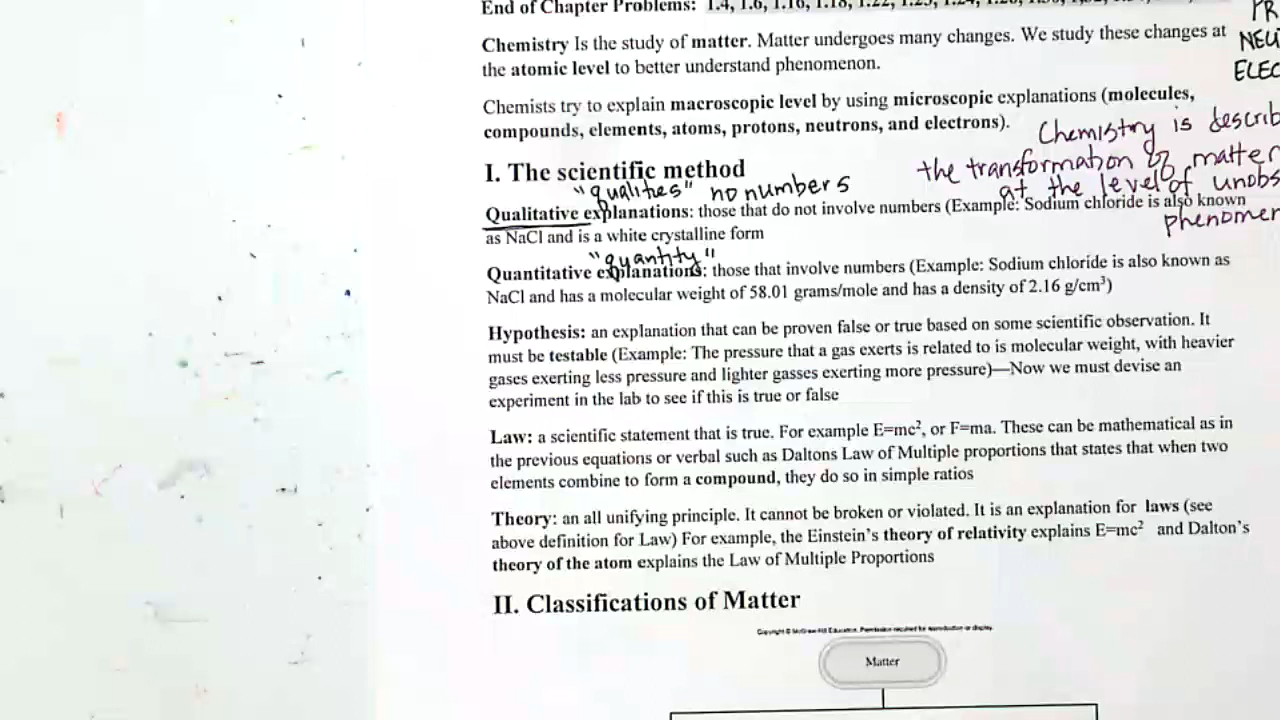 End of Chapter Problems: 1.4, 1.6, 1.16, 1.18, 1.22,
PR
Chemistry Is the study of matter. Matter undergoes many changes. We study these changes at
NEU
the atomic level to better understand phenomenon.
ELEC
Chemists try to explain macroscopic level by using microscopic explanations (molecules,
compounds, elements, atoms, protons, neutrons, and electrons).
Chemistry is describ
the transformation of matter
at the level of unobs
phenomen
I. The scientific method
"qualities" no numbers
Qualitative explanations: those that do not involve numbers (Example: Sodium chloride is also known
as NaCl and is a white crystalline form
"quantity"
Quantitative explanations: those that involve numbers (Example: Sodium chloride is also known as
NaCl and has a molecular weight of 58.01 grams/mole and has a density of 2.16 g/cm³)
Hypothesis: an explanation that can be proven false or true based on some scientific observation. It
must be testable (Example: The pressure that a gas exerts is related to is molecular weight, with heavier
gases exerting less pressure and lighter gasses exerting more pressure)—Now we must devise an
experiment in the lab to see if this is true or false
Law: a scientific statement that is true. For example E=mc², or F=ma. These can be mathematical as in
the previous equations or verbal such as Daltons Law of Multiple proportions that states that when two
elements combine to form a compound, they do so in simple ratios
Theory: an all unifying principle. It cannot be broken or violated. It is an explanation for laws (see
above definition for Law) For example, the Einstein's theory of relativity explains E=mc² and Dalton's
theory of the atom explains the Law of Multiple Proportions
II. Classifications of Matter
Copyright © McGraw-Hill Education. Permission required for reproduction or display.
Matter